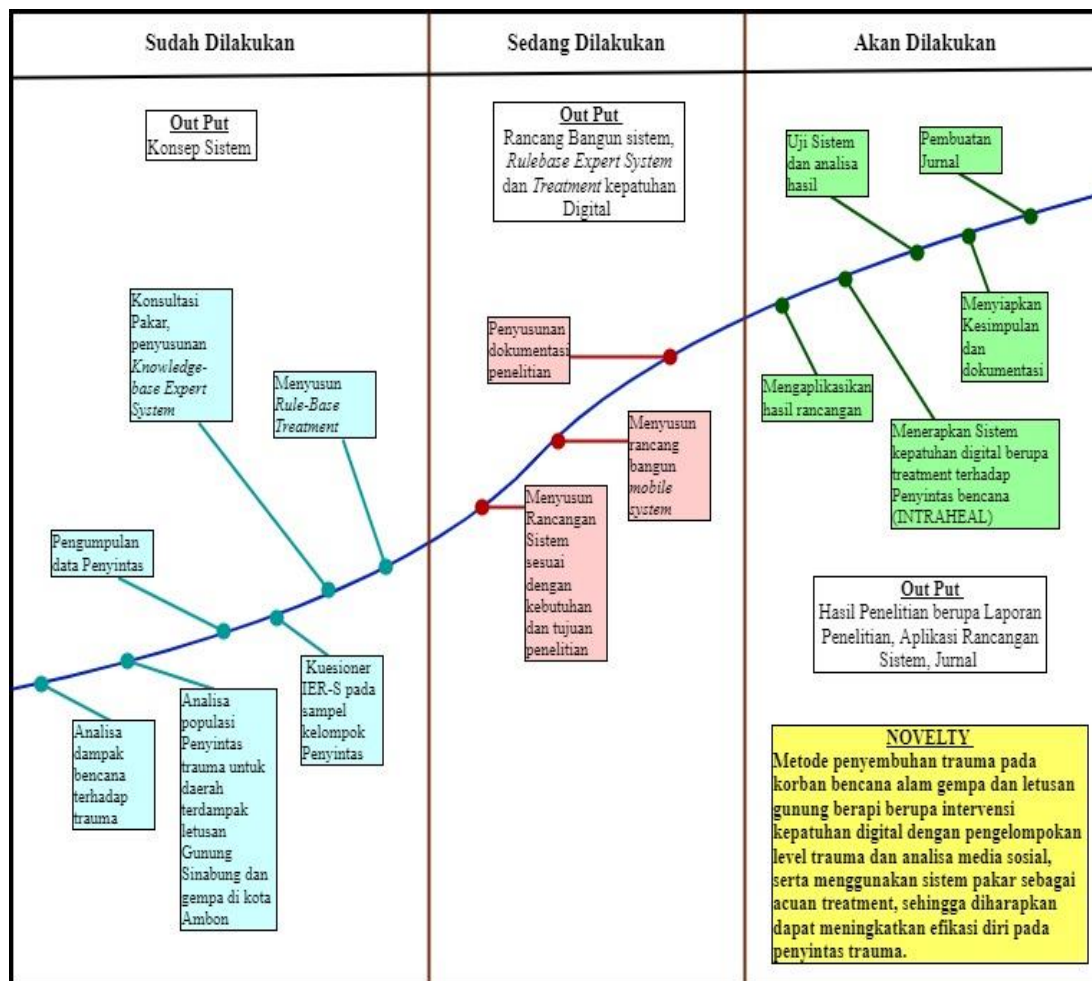 Sudah Dilakukan
Sedang Dilakukan
Akan Dilakukan
Out Put
Konsep Sistem
Konsultasi
Pakar,
penyusunan
Knowledge-
base Expert
System
Menyusun
Rule-Base
Treatment
Pengumpulan
data Penyintas
Analisa
dampak
bencana
terhadap
trauma
Analisa
populasi
Penyintas
trauma untuk
daerah
terdampak
letusan
Gunung
Sinabung dan
gempa di kota
Ambon
Kuesioner
IER-S pada
sampel
kelompok
Penyintas
Out Put
Rancang Bangun sistem,
Rulebase Expert System
dan Treatment kepatuhan
Digital
Penyusunan
dokumentasi
penelitian
Menyusun
rancang
bangun
mobile
system
Menyusun
Rancangan
Sistem
sesuai
dengan
kebutuhan
dan tujuan
penelitian
Uji Sistem
dan analisa
hasil
Pembuatan
Jurnal
Mengaplikasikan
hasil rancangan
Menyiapkan
Kesimpulan
dan
dokumentasi
Menerapkan Sistem
kepatuhan digital berupa
treatment terhadap
Penyintas bencana
(INTRAHEAL)
Out Put
Hasil Penelitian berupa Laporan
Penelitian, Aplikasi Rancangan
Sistem, Jurnal
NOVELTY
Metode penyembuhan trauma pada
korban bencana alam gempa dan letusan
gunung berapi berupa intervensi
kepatuhan digital dengan pengelompokan
level trauma dan analisa media sosial,
serta menggunakan sistem pakar sebagai
acuan treatment, sehingga diharapkan
dapat meningkatkan efikasi diri pada
penyintas trauma.